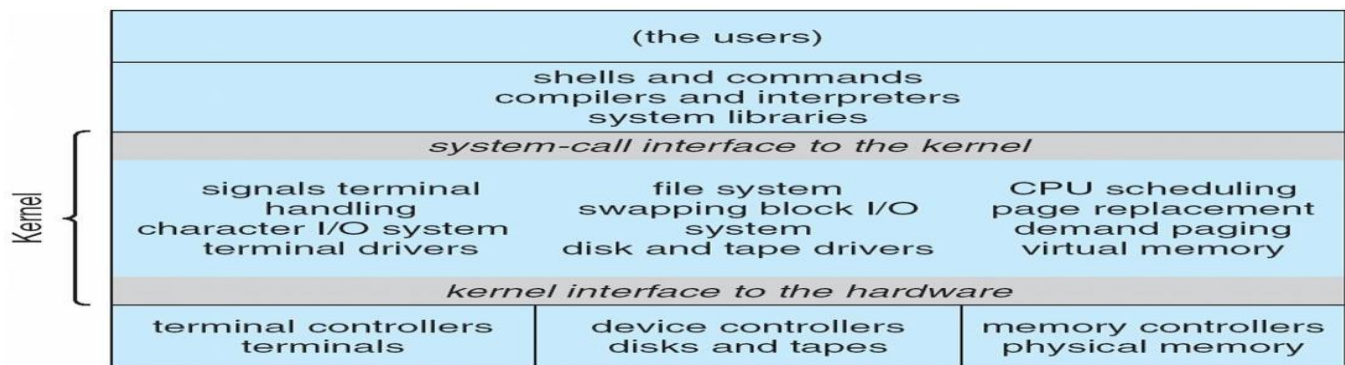 (the users)
shells and commands
compilers and interpreters
system libraries
Kernel
system-call interface to the kernel
signals terminal
handling
character I/O system
terminal drivers
file system
swapping block I/O
system
disk and tape drivers
CPU scheduling
page replacement
demand paging
virtual memory
kernel interface to the hardware
terminal controllers
terminals
device controllers
disks and tapes
memory controllers
physical memory